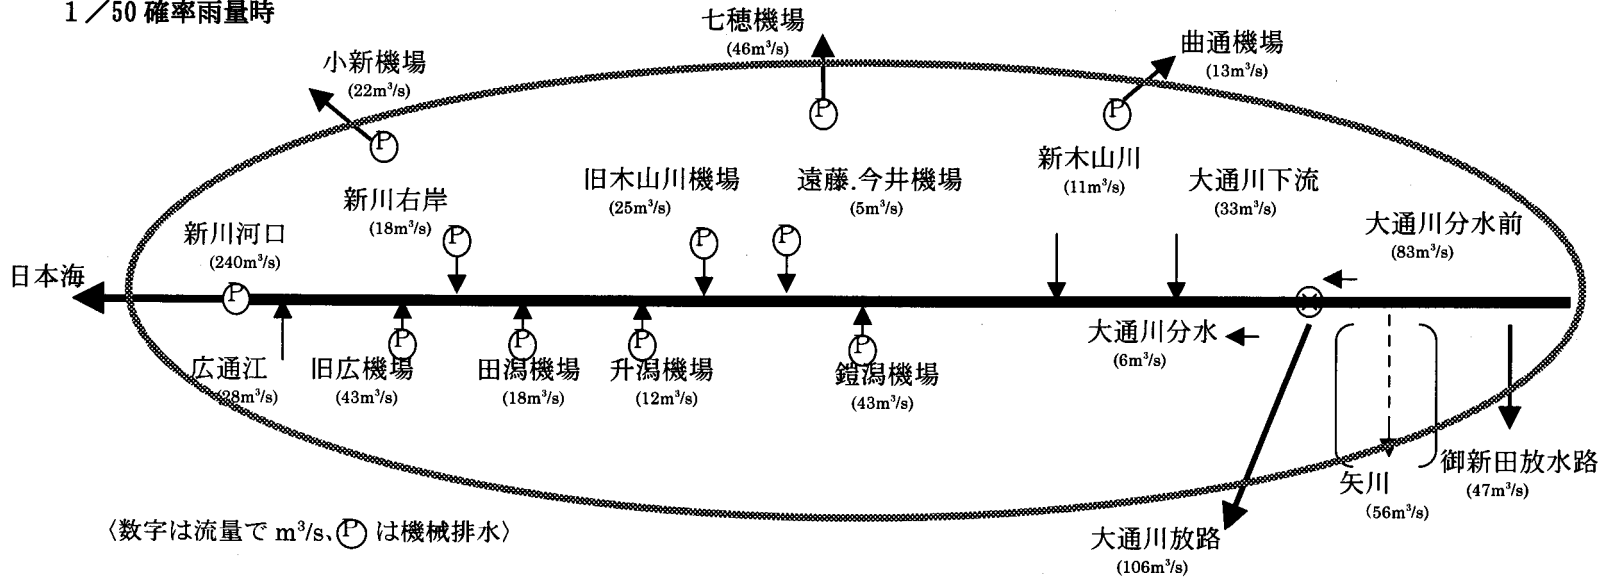 1/50 確率雨量時
七穂機場
(46m³/s)
曲通機場
(13m³/s)
小新機場
(22m³/s)
P
P
P
新木山川
(11m³/s)
旧木山川機場
(25m³/s)
遠藤.今井機場
(5m³/s)
大通川下流
(33m³/s)
新川右岸
(18m³/s)
大通川分水前
(83m³/s)
新川河口
(240m³/s)
P
P
P
日本海
P
大通川分水
(6m³/s)
P
P
P
P
広通江
(28m³/s)
旧広機場
(43m³/s)
田潟機場
(18m³/s)
升潟機場
(12m³/s)
鎧潟機場
(43m³/s)
御新田放水路
(47m³/s)
矢川
(56m³/s)
大通川放路
(106m³/s)
〈数字は流量で m³/s、Ⓟ は機械排水〉